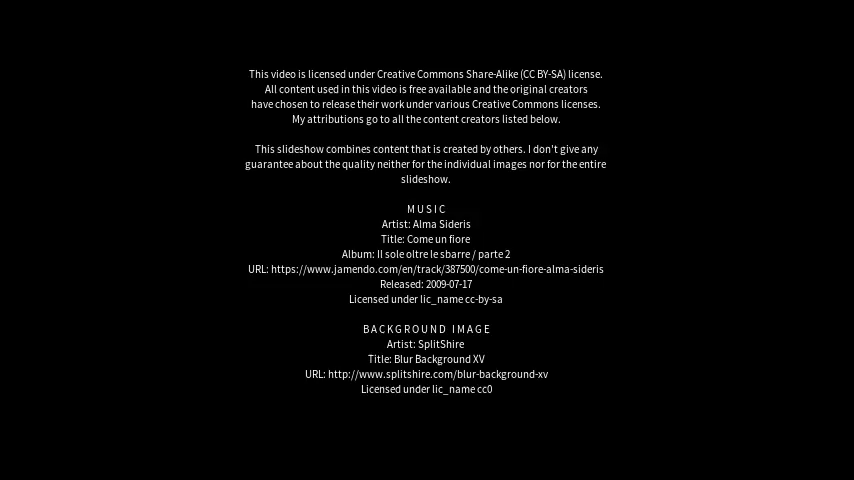 This video is licensed under Creative Commons Share-Alike (CC BY-SA) license.
All content used in this video is free available and the original creators
have chosen to release their work under various Creative Commons licenses.
My attributions go to all the content creators listed below.
This slideshow combines content that is created by others. I don't give any
guarantee about the quality neither for the individual images nor for the entire
slideshow.
MUSIC
Artist: Alma Sideris
Title: Come un fiore
Album: Il sole oltre le sbarre / parte 2
URL: https://www.jamendo.com/en/track/387500/come-un-fiore-alma-sideris
Released: 2009-07-17
Licensed under lic_name cc-by-sa
BACKGROUND IMAGE
Artist: SplitShire
Title: Blur Background XV
URL: http://www.splitshire.com/blur-background-xv
Licensed under lic_name cc0